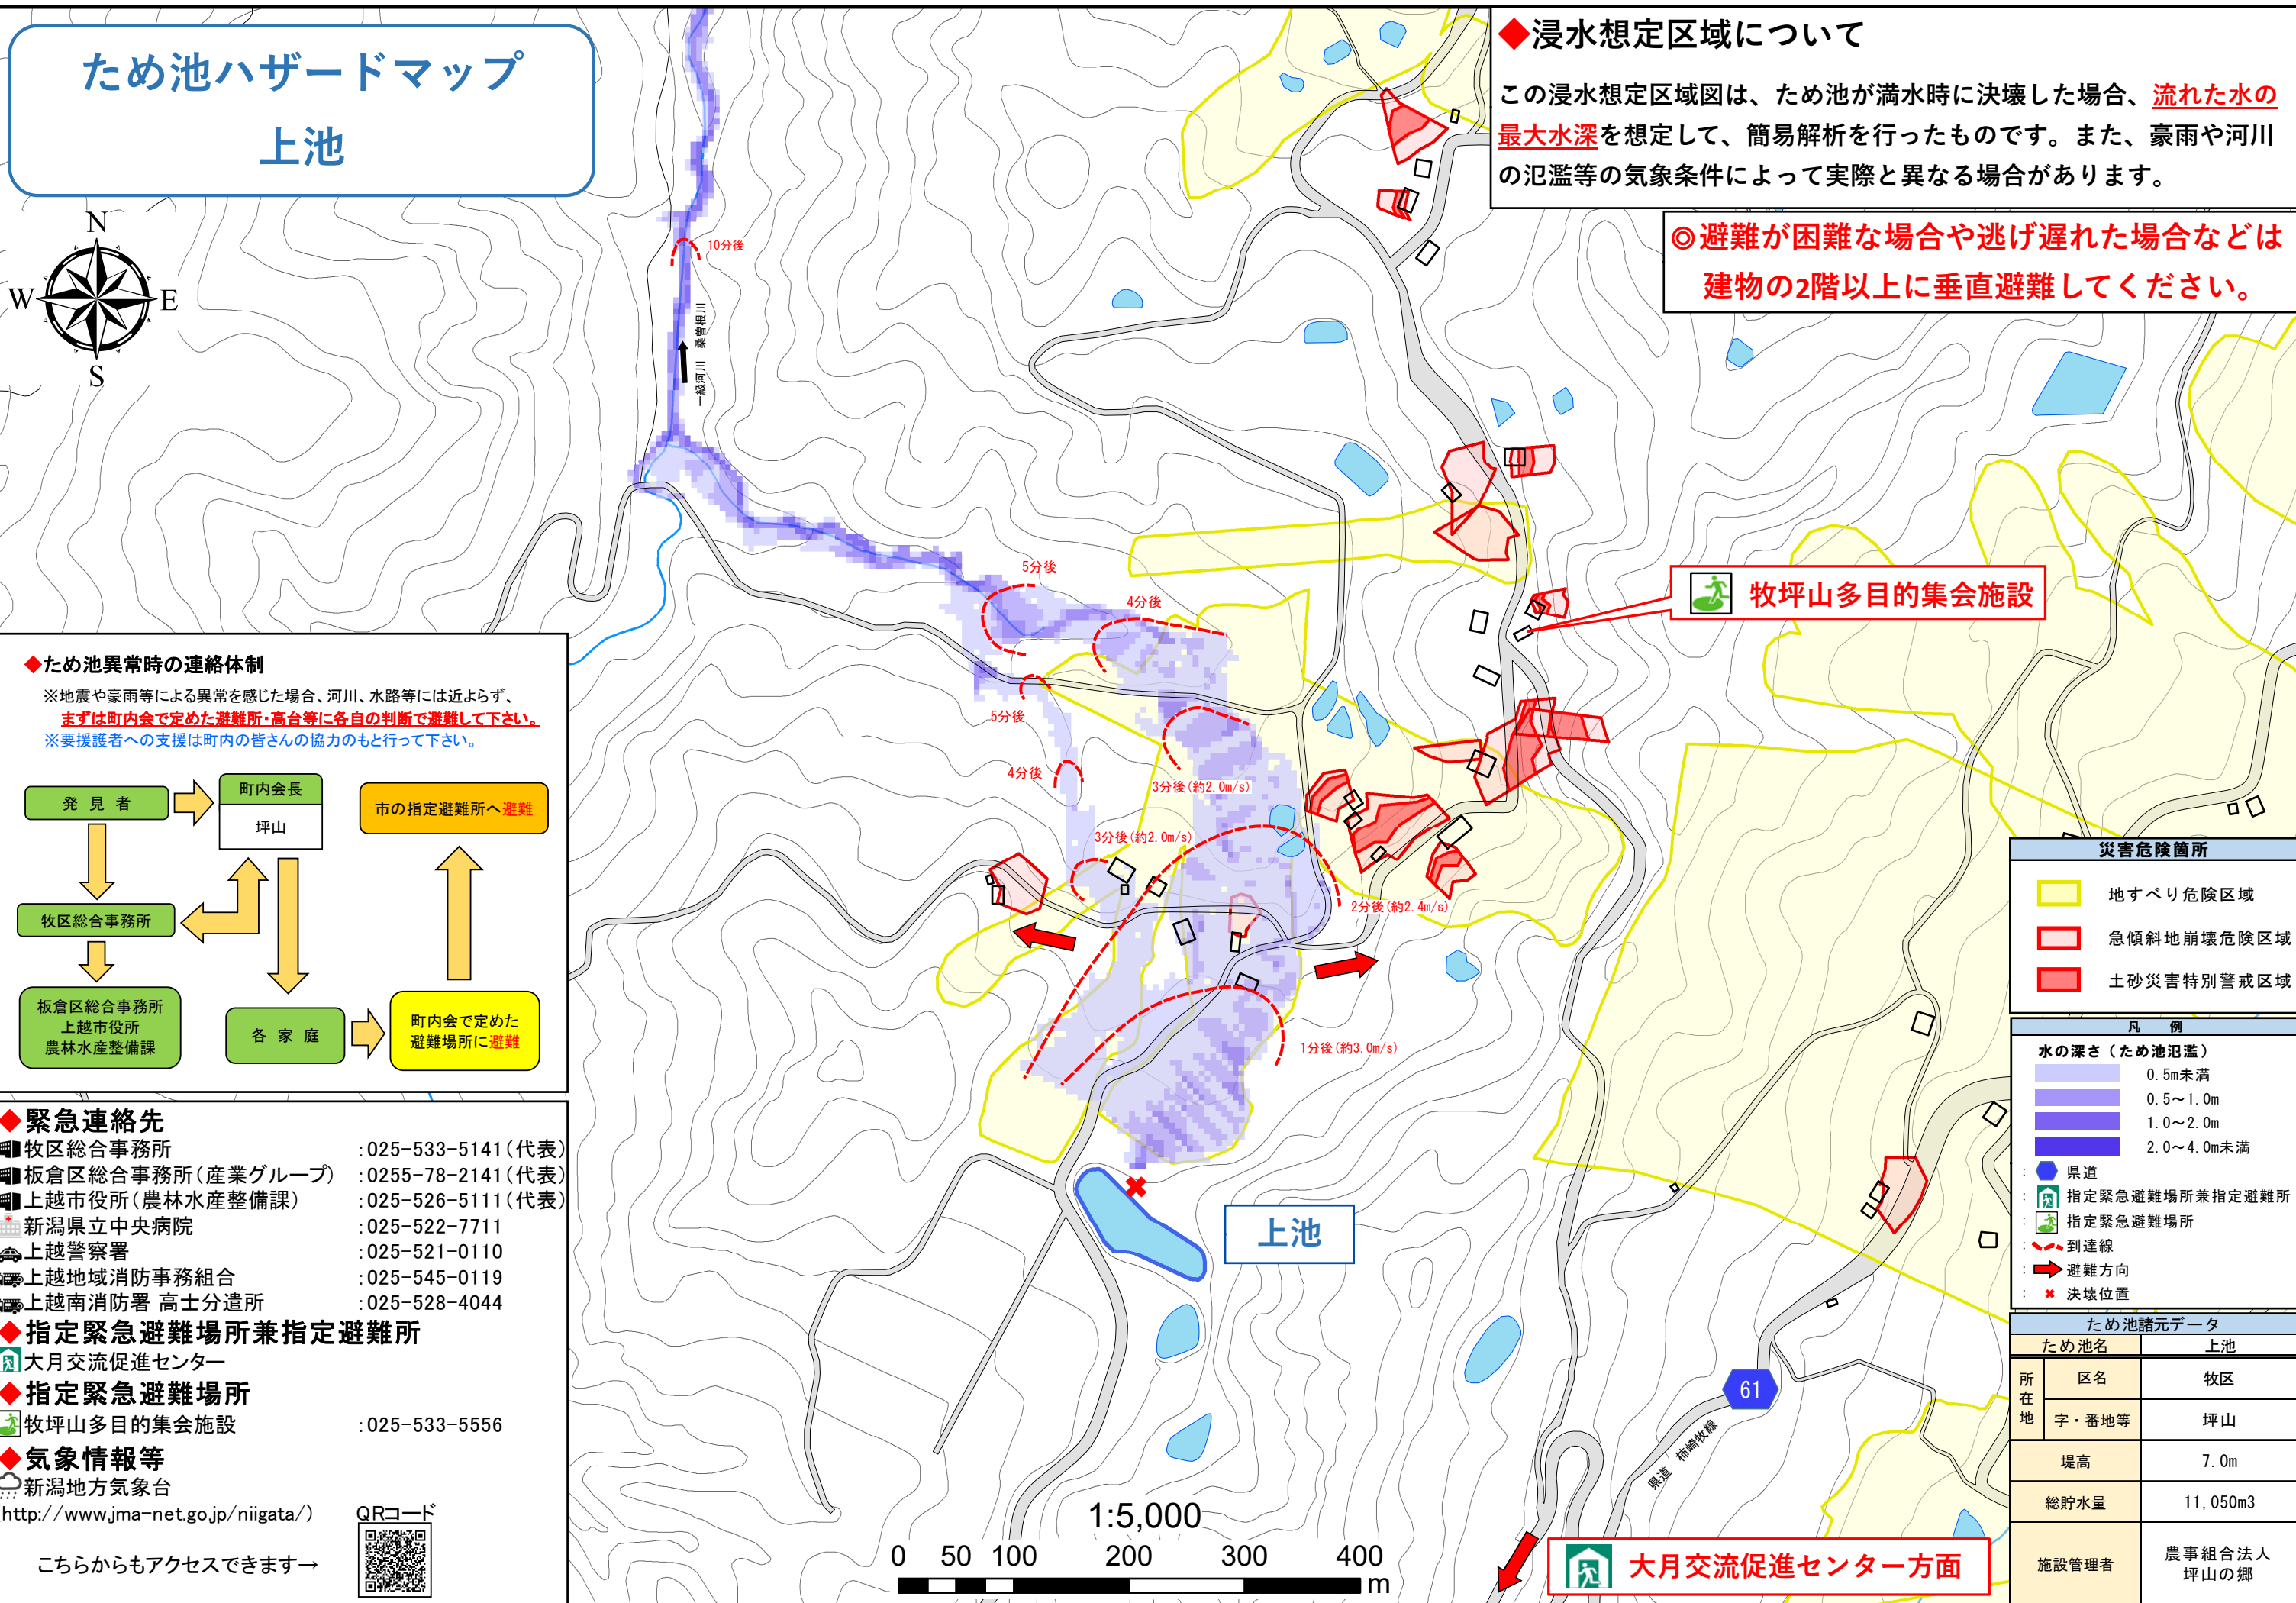 ため池ハザードマップ
上池
N
W
E
S
◆浸水想定区域について
この浸水想定区域図は、ため池が満水時に決壊した場合、流れた水の
最大水深を想定して、簡易解析を行ったものです。また、豪雨や河川
の氾濫等の気象条件によって実際と異なる場合があります。
◎避難が困難な場合や逃げ遅れた場合などは
建物の2階以上に垂直避難してください。
10分後
一級河川 桑曽根川
5分後
4分後
牧坪山多目的集会施設
5分後
4分後
3分後(約2.0m/s)
3分後(約2.0m/s)
2分後(約2.4m/s)
1分後(約3.0m/s)
上池
◆ため池異常時の連絡体制
※地震や豪雨等による異常を感じた場合、河川、水路等には近よらず、
まずは町内会で定めた避難所・高台等に各自の判断で避難して下さい。
※要援護者への支援は町内の皆さんの協力のもと行って下さい。
発見者
町内会長
坪山
市の指定避難所へ避難
牧区総合事務所
板倉区総合事務所
上越市役所
農林水産整備課
各家庭
町内会で定めた
避難場所に避難
◆緊急連絡先
牧区総合事務所 :025-533-5141(代表)
板倉区総合事務所(産業グループ) :0255-78-2141(代表)
上越市役所(農林水産整備課) :025-526-5111(代表)
新潟県立中央病院 :025-522-7711
上越警察署 :025-521-0110
上越地域消防事務組合 :025-545-0119
上越南消防署 高士分遣所 :025-528-4044
◆指定緊急避難場所兼指定避難所
大月交流促進センター
◆指定緊急避難場所
牧坪山多目的集会施設 :025-533-5556
◆気象情報等
新潟地方気象台
http://www.jma-net.go.jp/niigata/)
QRコード
こちらからもアクセスできます→
1:5,000
0 50 100 200 300 400
m
61
県道 柿崎牧線
大月交流促進センター方面
災害危険箇所
地すべり危険区域
急傾斜地崩壊危険区域
土砂災害特別警戒区域
凡 例
水の深さ(ため池氾濫)
0.5m未満
0.5~1.0m
1.0~2.0m
2.0~4.0m未満
: 県道
: 指定緊急避難場所兼指定避難所
: 指定緊急避難場所
: 到達線
: 避難方向
: 決壊位置
ため池諸元データ
ため池名 上池
所在地 区名 牧区
字・番地等 坪山
堤高 7.0m
総貯水量 11,050m3
施設管理者 農事組合法人
坪山の郷